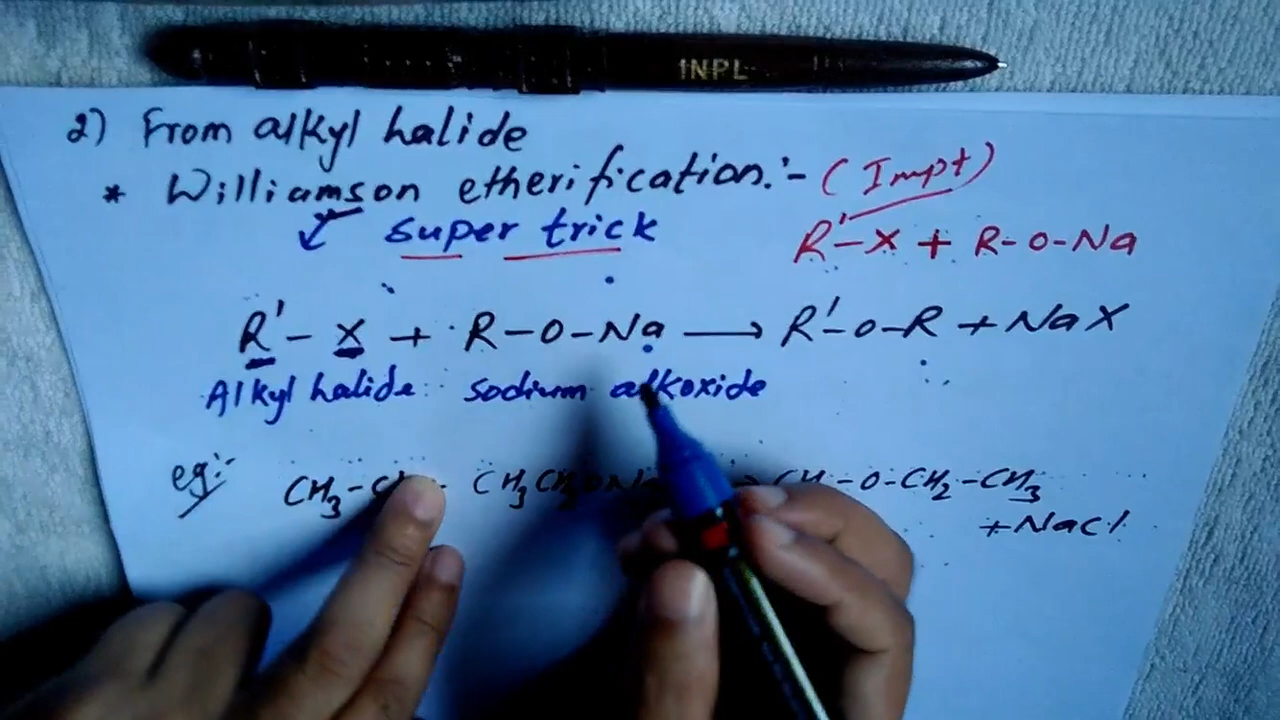 INPL
2) From alkyl halide
* Williamson etherification:- (Impt)
super trick
R'-X + R-O-Na
R'- X + R-O-Na ⟶ R'-O-R + NaX
Alkyl halide sodium alkoxide
eg:- CH3- CH3 -O-CH2-CH3
+NaCl